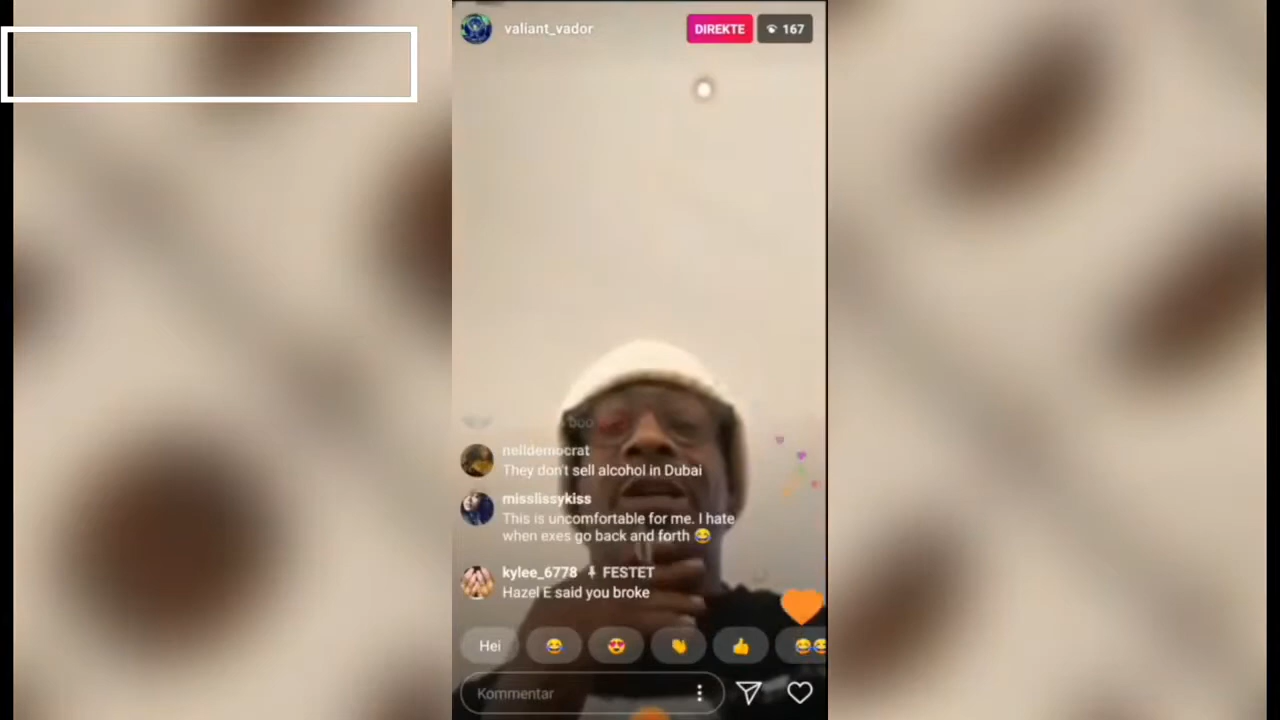 valiant_vador
DIREKTE
167
boo
neildemocrat
They don't sell alcohol in Dubai
misslissykiss
This is uncomfortable for me. I hate
when exes go back and forth 😂
kylee_6778 FESTET
Hazel E said you broke
Hei
Kommentar